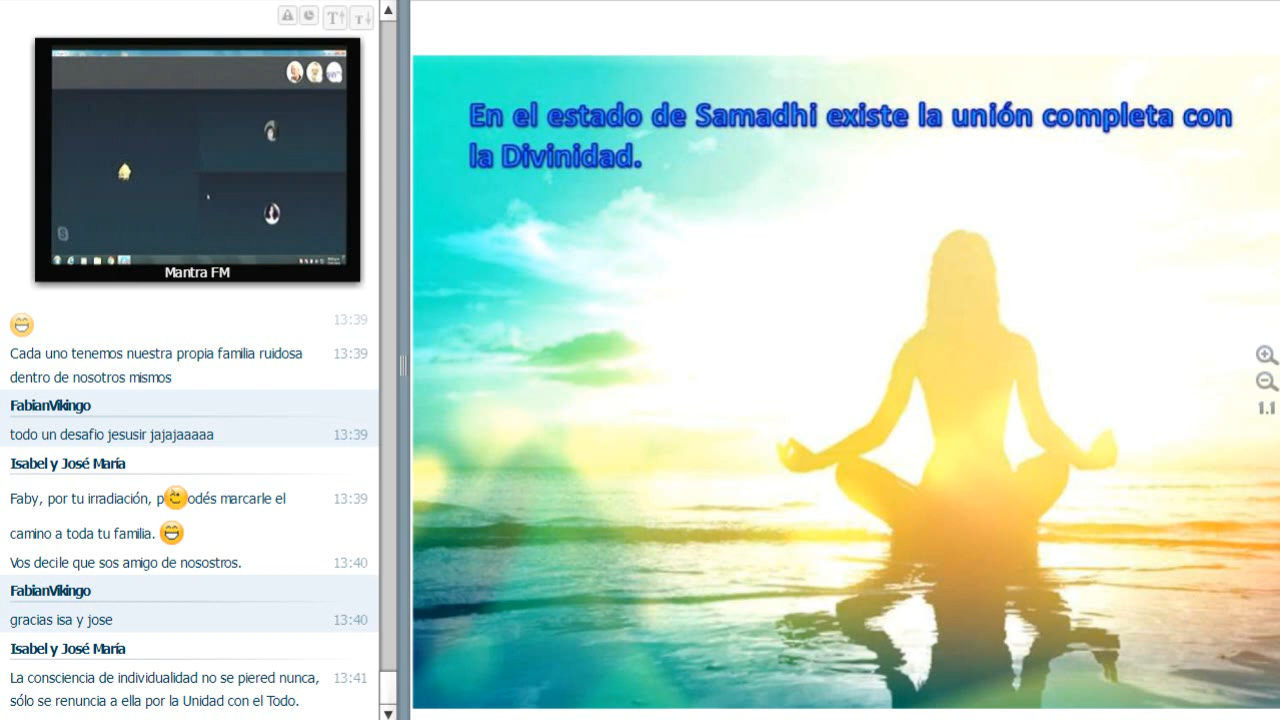 Mantra FM
13:39
Cada uno tenemos nuestra propia familia ruidosa 13:39
dentro de nosotros mismos
FabianVikingo
todo un desafio jesusir jajajaaaaa 13:39
Isabel y José María
Faby, por tu irradiación, podés marcarle el 13:39
camino a toda tu familia.
Vos decile que sos amigo de nosostros. 13:40
FabianVikingo
gracias isa y jose 13:40
Isabel y José María
La consciencia de individualidad no se piered nunca, 13:41
sólo se renuncia a ella por la Unidad con el Todo.
En el estado de Samadhi existe la unión completa con
la Divinidad.
1.1